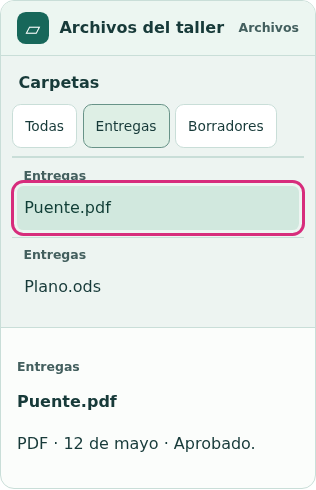 Archivos del taller Archivos
Carpetas
Todas Entregas Borradores
Entregas
Puente.pdf
Entregas
Plano.ods
Entregas
Puente.pdf
PDF · 12 de mayo · Aprobado.